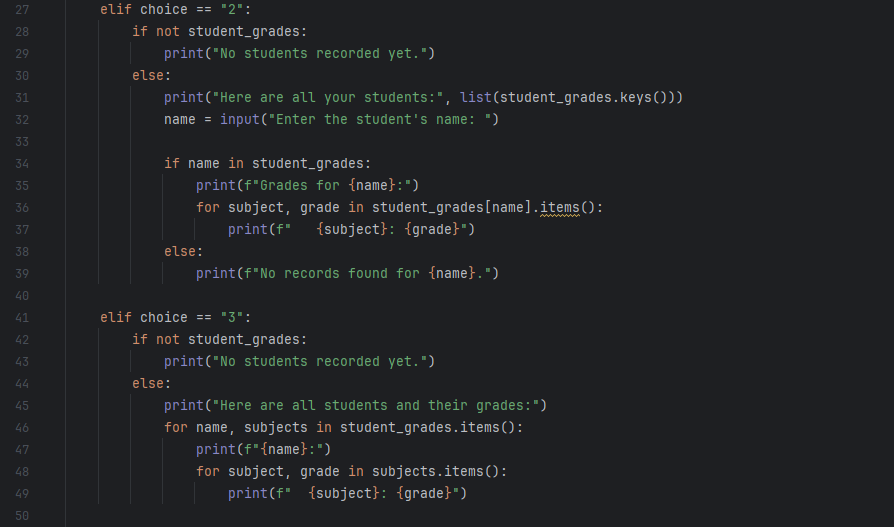 27 elif choice == "2":
28 if not student_grades:
29 print("No students recorded yet.")
30 else:
31 print("Here are all your students:", list(student_grades.keys()))
32 name = input("Enter the student's name: ")
33
34 if name in student_grades:
35 print(f"Grades for {name}:")
36 for subject, grade in student_grades[name].items():
37 print(f"   {subject}: {grade}")
38 else:
39 print(f"No records found for {name}.")
40
41 elif choice == "3":
42 if not student_grades:
43 print("No students recorded yet.")
44 else:
45 print("Here are all students and their grades:")
46 for name, subjects in student_grades.items():
47 print(f"{name}:")
48 for subject, grade in subjects.items():
49 print(f"  {subject}: {grade}")
50